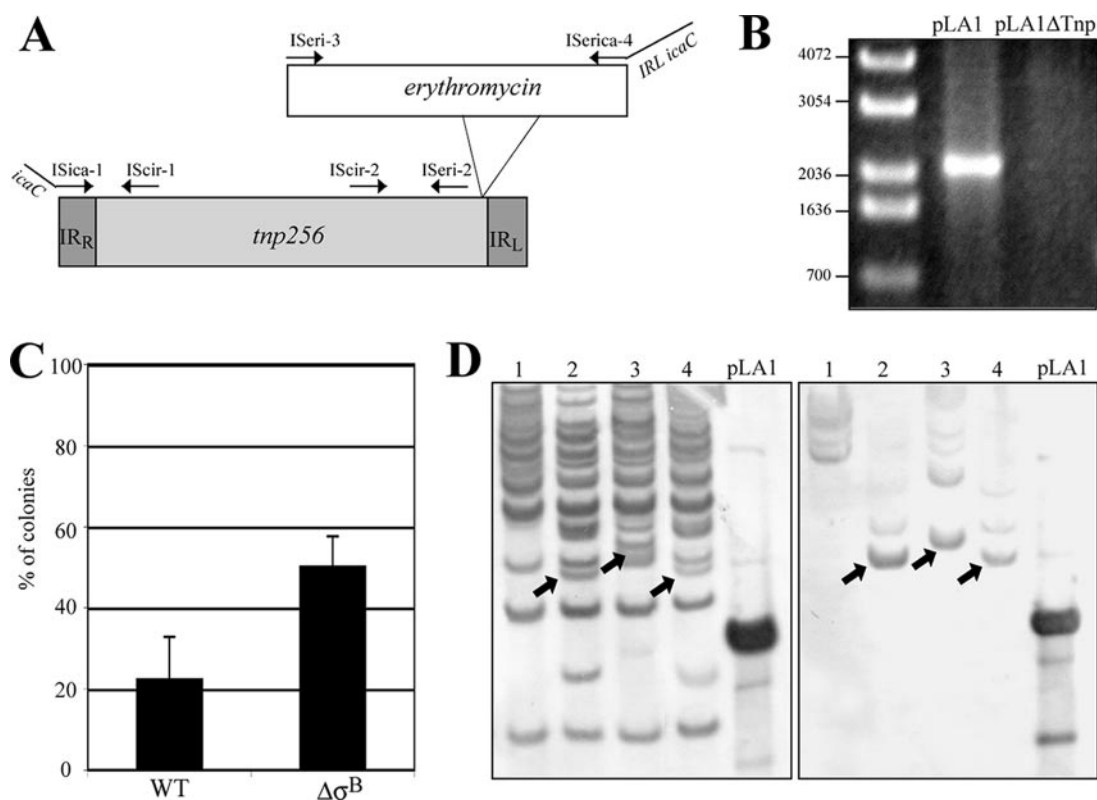 A
ISeri-3
ISerica-4
IRL icaC
erythromycin
icaC
ISica-1
IScir-1
IScir-2
ISeri-2
IRR
tnp256
IRL
B
pLA1 pLA1ΔTnp
4072
3054
2036
1636
700
C
100
80
60
40
20
0
% of colonies
WT
ΔσB
D
1 2 3 4 pLA1
1 2 3 4 pLA1